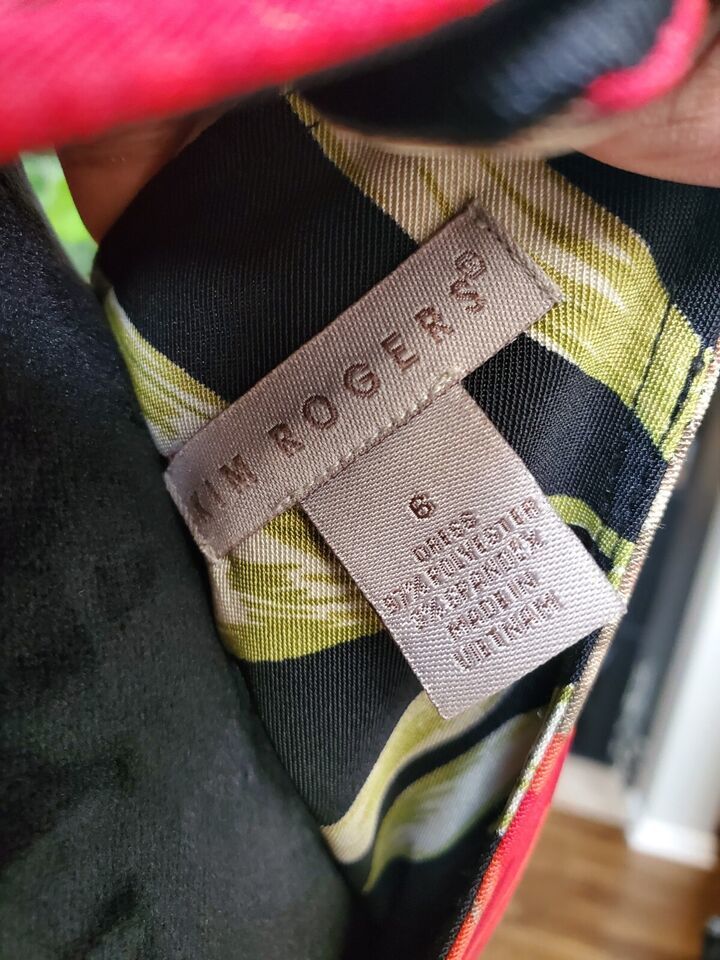 KIM ROGERS®
6
DRESS
97% POLYESTER
3% SPANDEX
MADE IN
VIETNAM